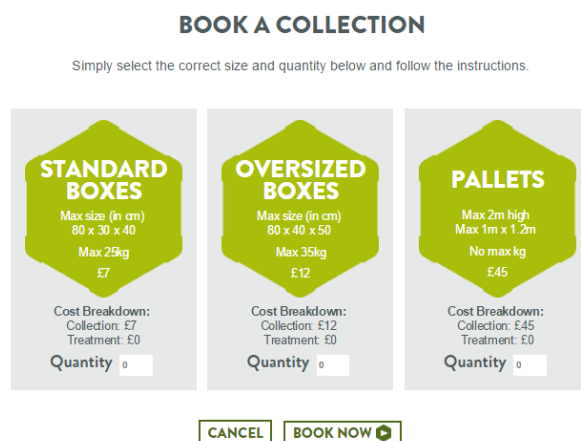 BOOK A COLLECTION
Simply select the correct size and quantity below and follow the instructions.
STANDARD
BOXES
Max size (in cm)
80 x 30 x 40
Max 25kg
£7
Cost Breakdown:
Collection: £7
Treatment: £0
Quantity 0
OVERSIZED
BOXES
Max size (in cm)
80 x 40 x 50
Max 35kg
£12
Cost Breakdown:
Collection: £12
Treatment: £0
Quantity 0
PALLETS
Max 2m high
Max 1m x 1.2m
No max kg
£45
Cost Breakdown:
Collection: £45
Treatment: £0
Quantity 0
CANCEL
BOOK NOW